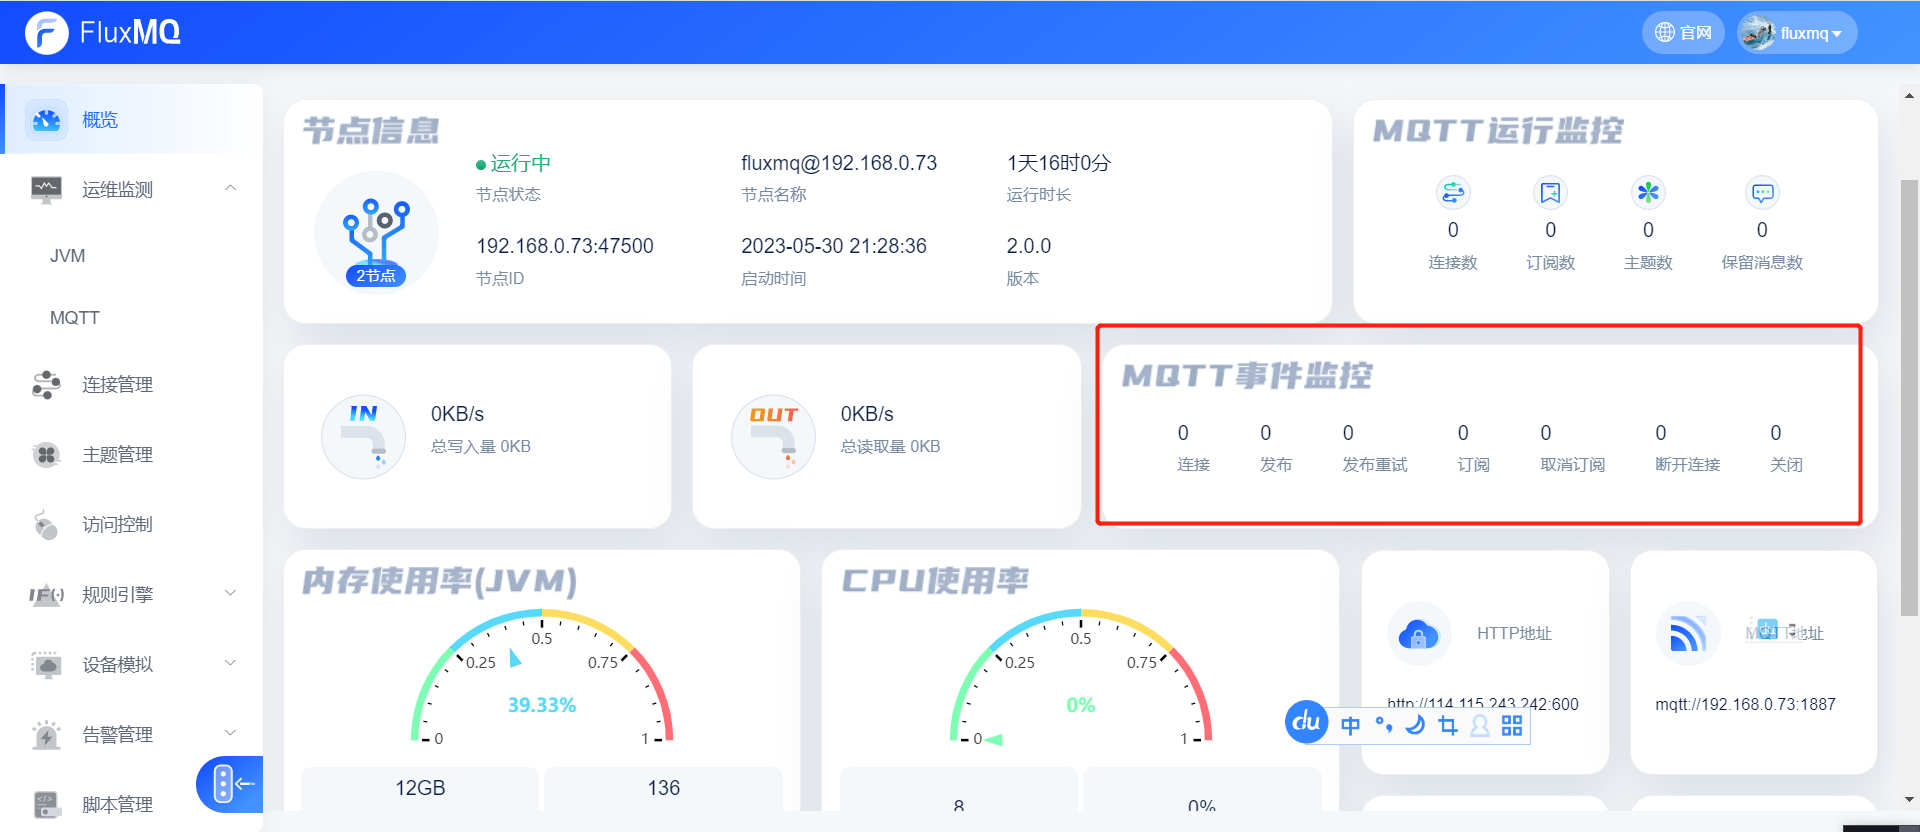 FluxMQ
官网
fluxmq
概览
运维监测
JVM
MQTT
连接管理
主题管理
访问控制
IF(·)
规则引擎
设备模拟
告警管理
脚本管理
节点信息
2节点
运行中
节点状态
fluxmq@192.168.0.73
节点名称
1天16时0分
运行时长
192.168.0.73:47500
节点ID
2023-05-30 21:28:36
启动时间
2.0.0
版本
MQTT运行监控
0
连接数
0
订阅数
0
主题数
0
保留消息数
IN
0KB/s
总写入量 0KB
OUT
0KB/s
总读取量 0KB
MQTT事件监控
0
连接
0
发布
0
发布重试
0
订阅
0
取消订阅
0
断开连接
0
关闭
内存使用率(JVM)
0
0.25
0.5
0.75
1
39.33%
12GB
136
CPU使用率
0
0.25
0.5
0.75
1
0%
8
0%
HTTP地址
http://114.115.243.242:600
MQTT地址
mqtt://192.168.0.73:1887
du
中